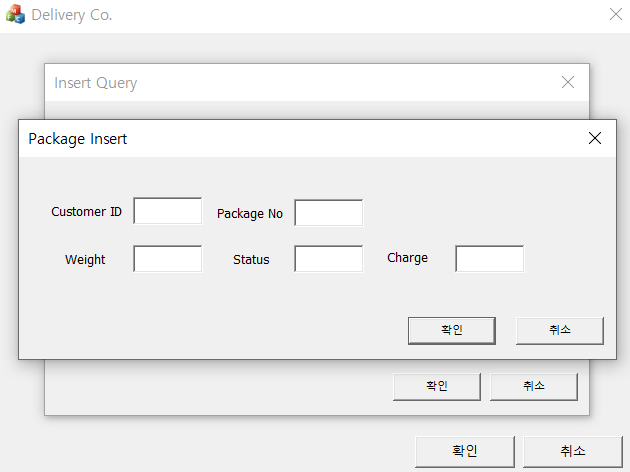 Delivery Co.
Insert Query
Package Insert
Customer ID Package No
Weight Status Charge
확인 취소
확인 취소
확인 취소